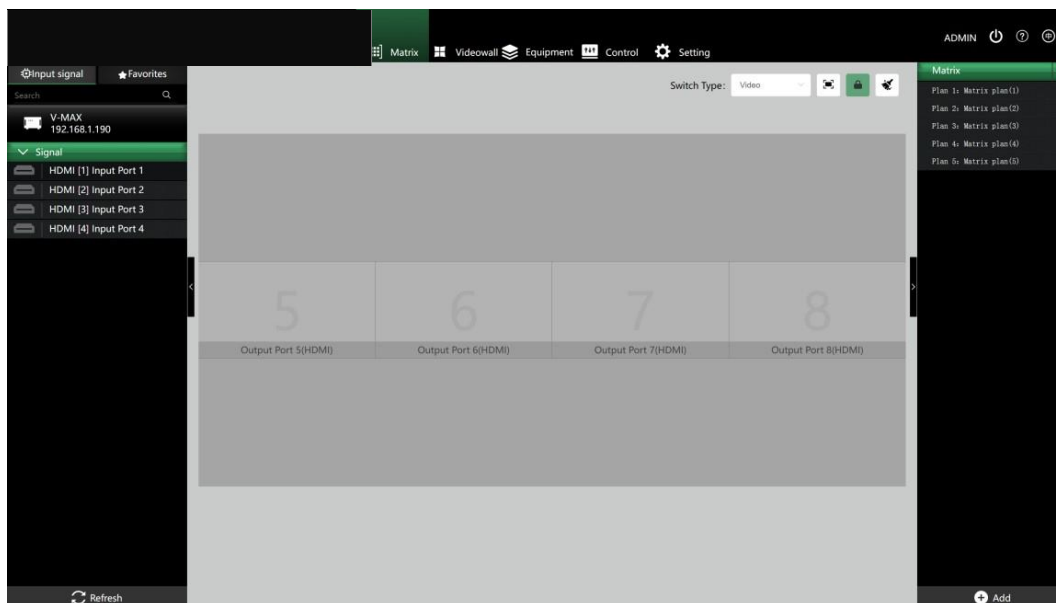 ADMIN
Matrix
Videowall
Equipment
Control
Setting
Input signal
Favorites
Search
V-MAX
192.168.1.190
Signal
HDMI [1] Input Port 1
HDMI [2] Input Port 2
HDMI [3] Input Port 3
HDMI [4] Input Port 4
Refresh
Switch Type:
Video
5
6
7
8
Output Port 5(HDMI)
Output Port 6(HDMI)
Output Port 7(HDMI)
Output Port 8(HDMI)
Matrix
Plan 1: Matrix plan(1)
Plan 2: Matrix plan(2)
Plan 3: Matrix plan(3)
Plan 4: Matrix plan(4)
Plan 5: Matrix plan(5)
Add